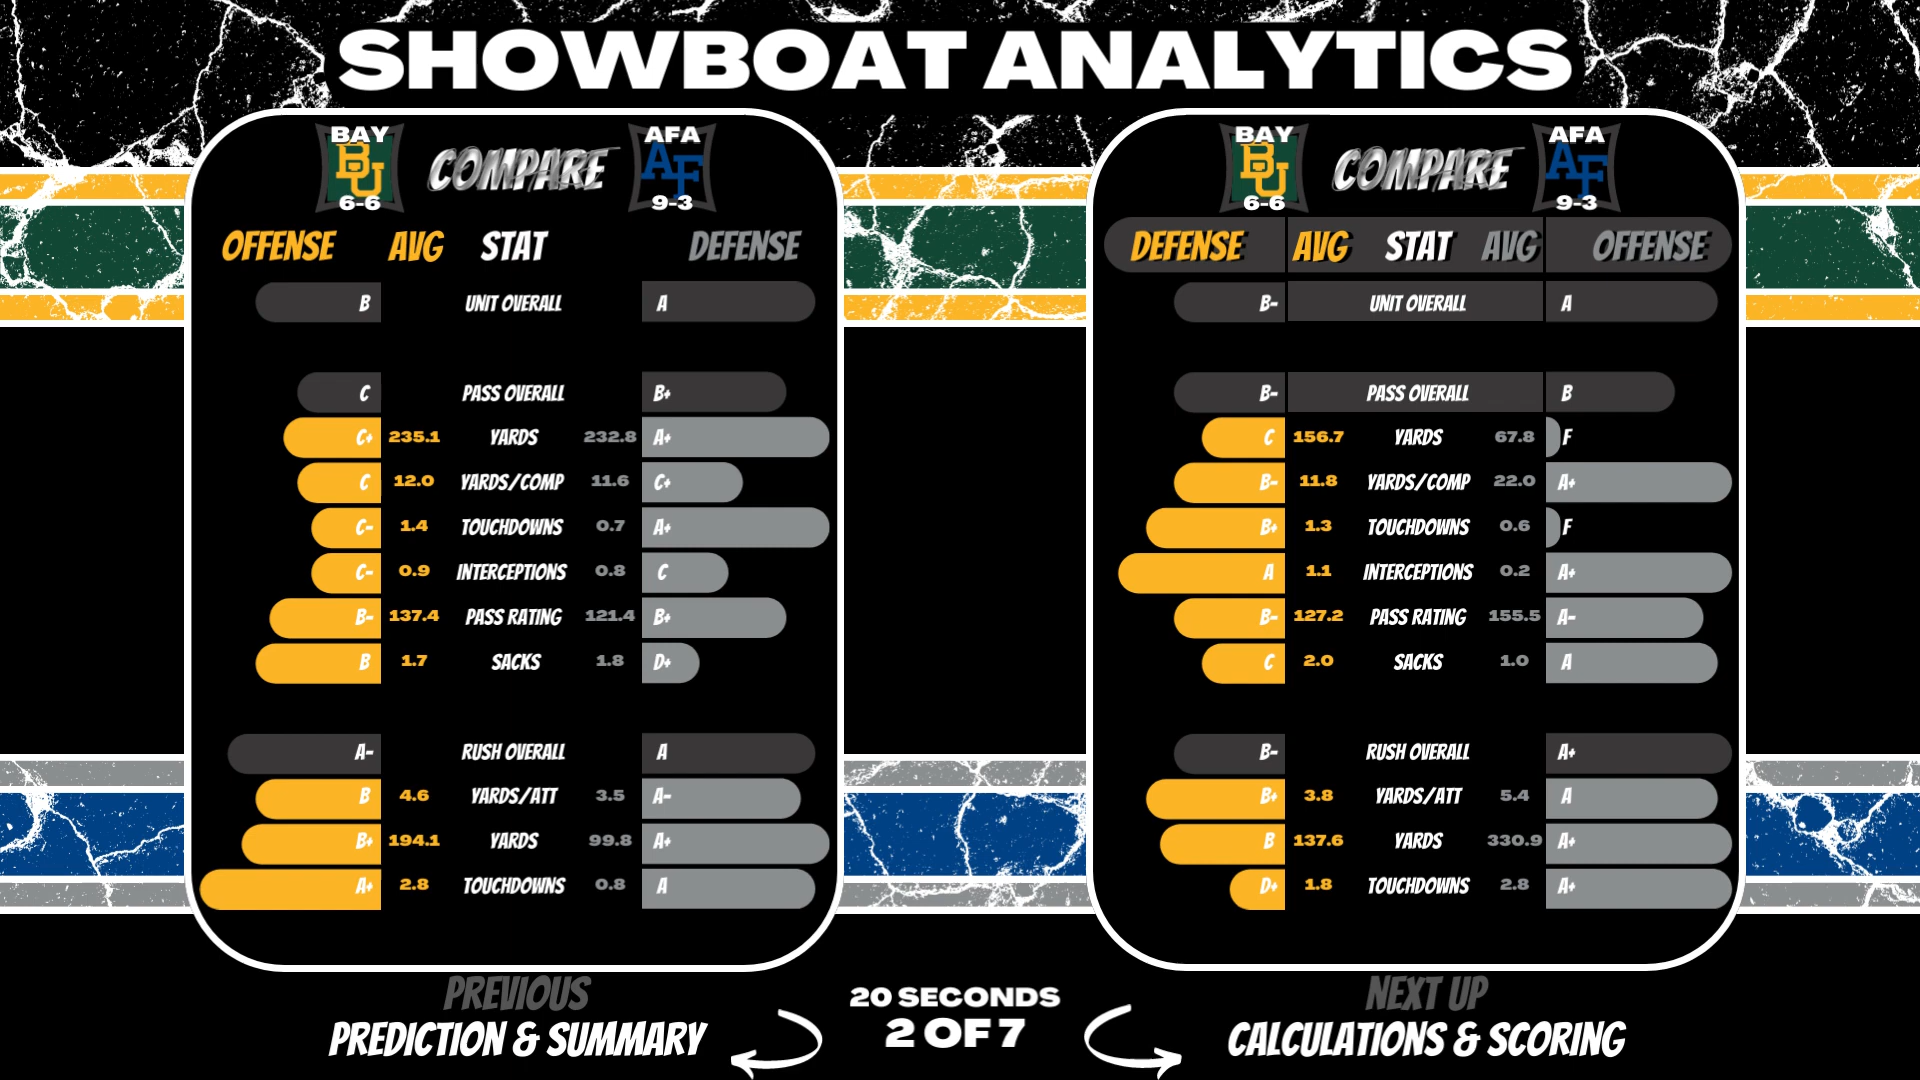 SHOWBOAT ANALYTICS
BAY
BU
6-6
COMPARE
AFA
AF
9-3
OFFENSE AVG STAT DEFENSE
B UNIT OVERALL A
C PASS OVERALL B+
C+ 235.1 YARDS 232.8 A+
C 12.0 YARDS/COMP 11.6 C+
C- 1.4 TOUCHDOWNS 0.7 A+
C- 0.9 INTERCEPTIONS 0.8 C
B- 137.4 PASS RATING 121.4 B+
B 1.7 SACKS 1.8 D+
A- RUSH OVERALL A
B 4.6 YARDS/ATT 3.5 A-
B+ 194.1 YARDS 99.8 A+
A+ 2.8 TOUCHDOWNS 0.8 A
BAY
BU
6-6
COMPARE
AFA
AF
9-3
DEFENSE AVG STAT AVG OFFENSE
B- UNIT OVERALL A
B- PASS OVERALL B
C 156.7 YARDS 67.8 F
B- 11.8 YARDS/COMP 22.0 A+
B+ 1.3 TOUCHDOWNS 0.6 F
A 1.1 INTERCEPTIONS 0.2 A+
B- 127.2 PASS RATING 155.5 A-
C 2.0 SACKS 1.0 A
B- RUSH OVERALL A+
B+ 3.8 YARDS/ATT 5.4 A
B 137.6 YARDS 330.9 A+
D+ 1.8 TOUCHDOWNS 2.8 A+
PREVIOUS
PREDICTION & SUMMARY
20 SECONDS
2 OF 7
NEXT UP
CALCULATIONS & SCORING